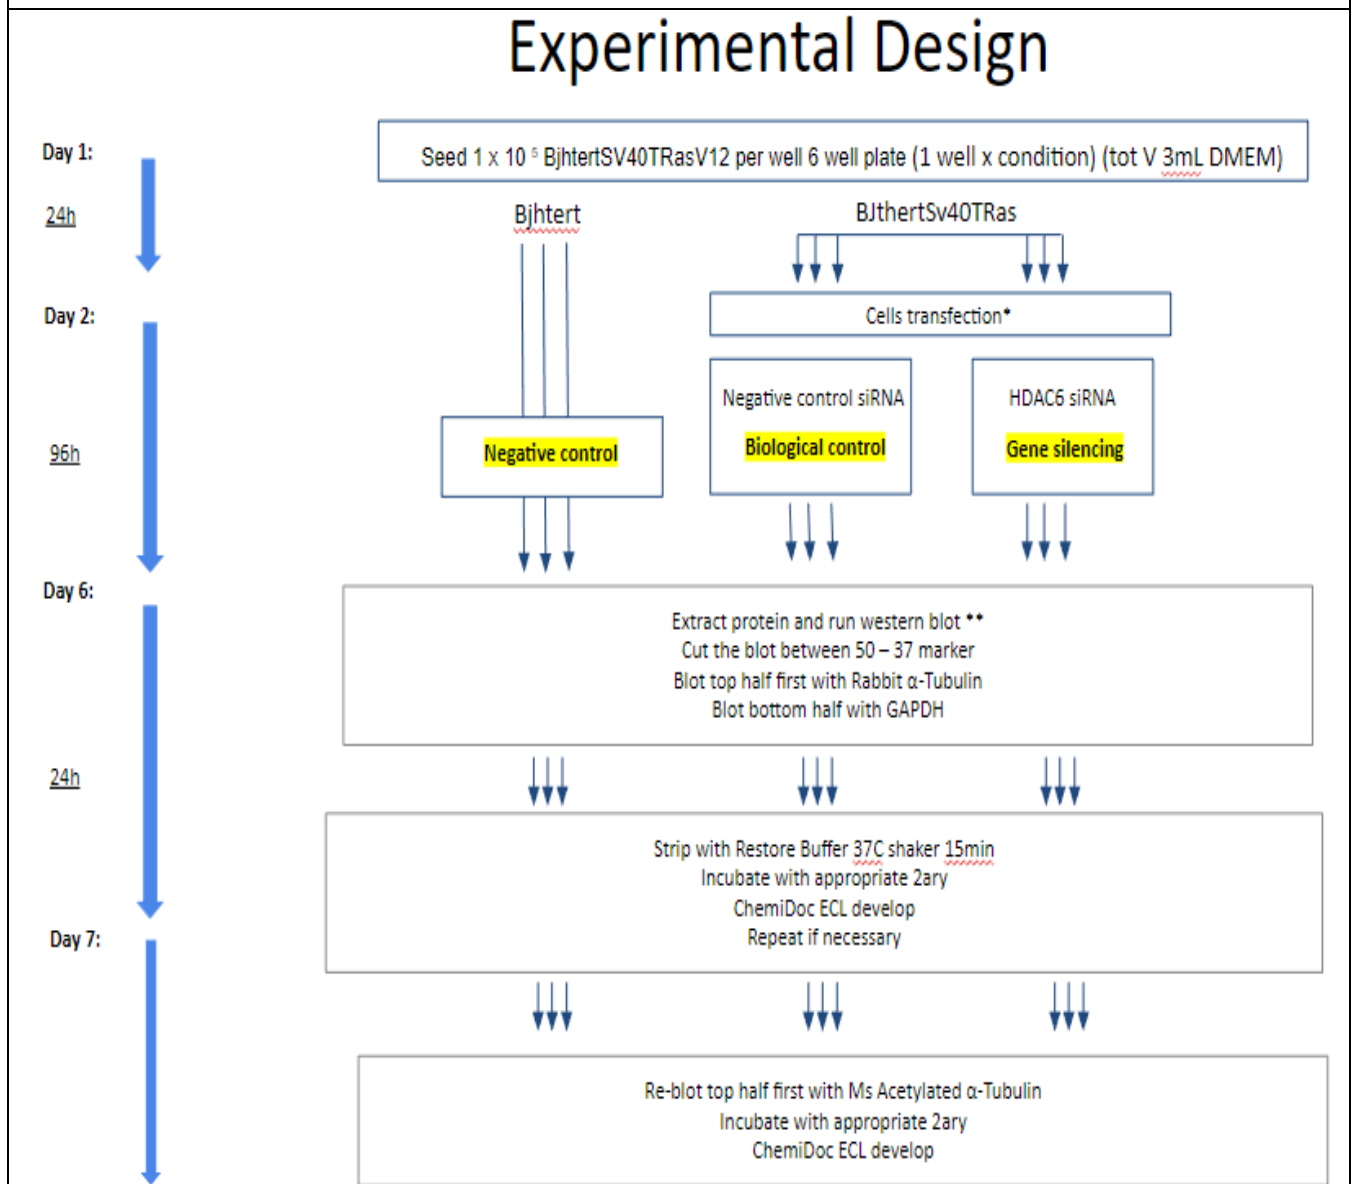 Experimental Design
Day 1:
Seed 1 x 10 ⁵ BjhtertSV40TRasV12 per well 6 well plate (1 well x condition) (tot V 3mL DMEM)
24h
Bjhtert
BJthertSv40TRas
Day 2:
Cells transfection*
Negative control siRNA
HDAC6 siRNA
96h
Negative control
Biological control
Gene silencing
Day 6:
Extract protein and run western blot **
Cut the blot between 50 – 37 marker
Blot top half first with Rabbit α-Tubulin
Blot bottom half with GAPDH
24h
Strip with Restore Buffer 37C shaker 15min
Incubate with appropriate 2ary
ChemiDoc ECL develop
Repeat if necessary
Day 7:
Re-blot top half first with Ms Acetylated α-Tubulin
Incubate with appropriate 2ary
ChemiDoc ECL develop